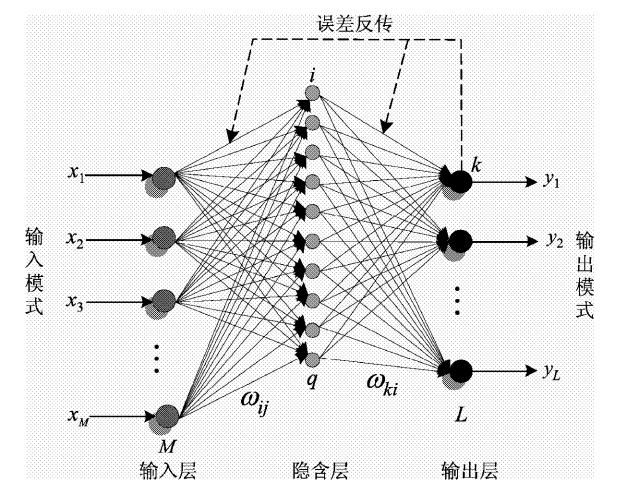 误差反传
i
k
x₁
y₁
x₂
y₂
输入模式
输出模式
x₃
x_M
y_L
ω_ij
q
ω_ki
M
L
输入层
隐含层
输出层